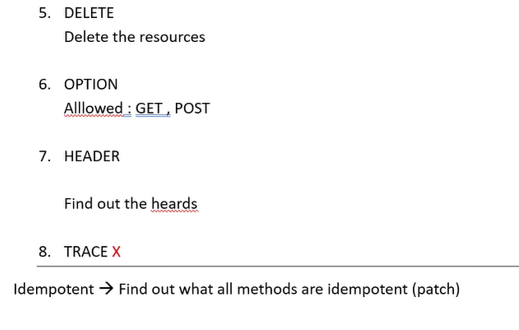 5. DELETE
Delete the resources
6. OPTION
Alllowed : GET , POST
7. HEADER
Find out the heards
8. TRACE X
Idempotent → Find out what all methods are idempotent (patch)